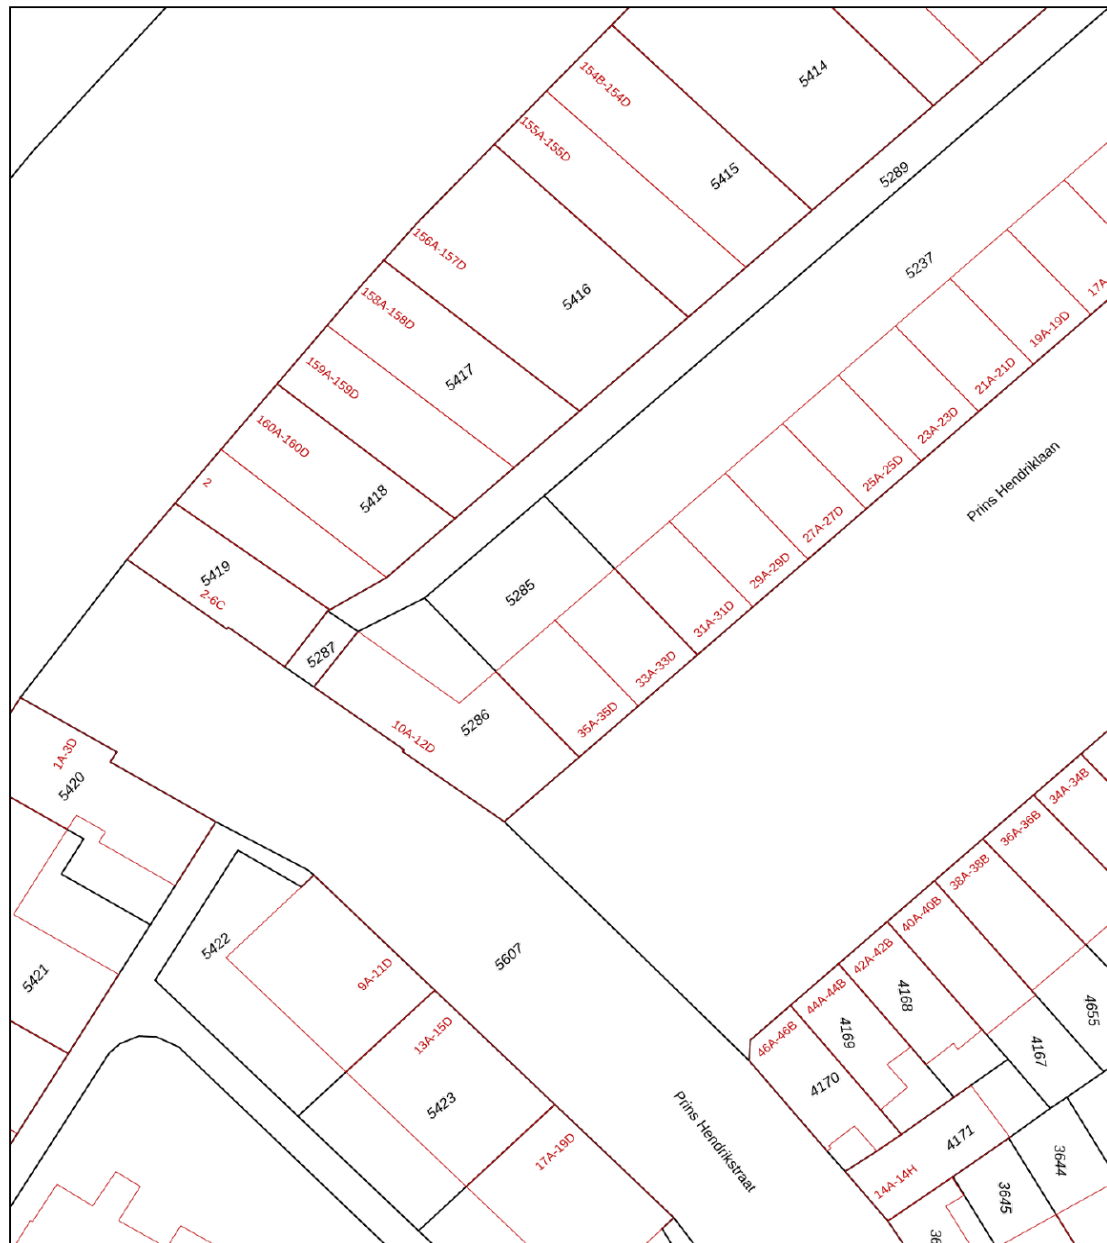 5414
154B-154D
155A-155D
5415
5289
156A-157D
5237
158A-158D
5416
17A
19A-19D
159A-159D
5417
21A-21D
160A-160D
23A-23D
2
25A-25D
Prins Hendriklaan
5418
27A-27D
5419
29A-29D
2-6C
5285
31A-31D
5287
33A-33D
35A-35D
5286
10A-12D
1A-3D
5420
34A-34B
36A-36B
38A-38B
40A-40B
5422
5607
42A-42B
9A-11D
5421
44A-44B
4168
4655
13A-15D
46A-46B
4169
4167
4170
5423
Prins Hendrikstraat
17A-19D
4171
3644
14A-14H
3645